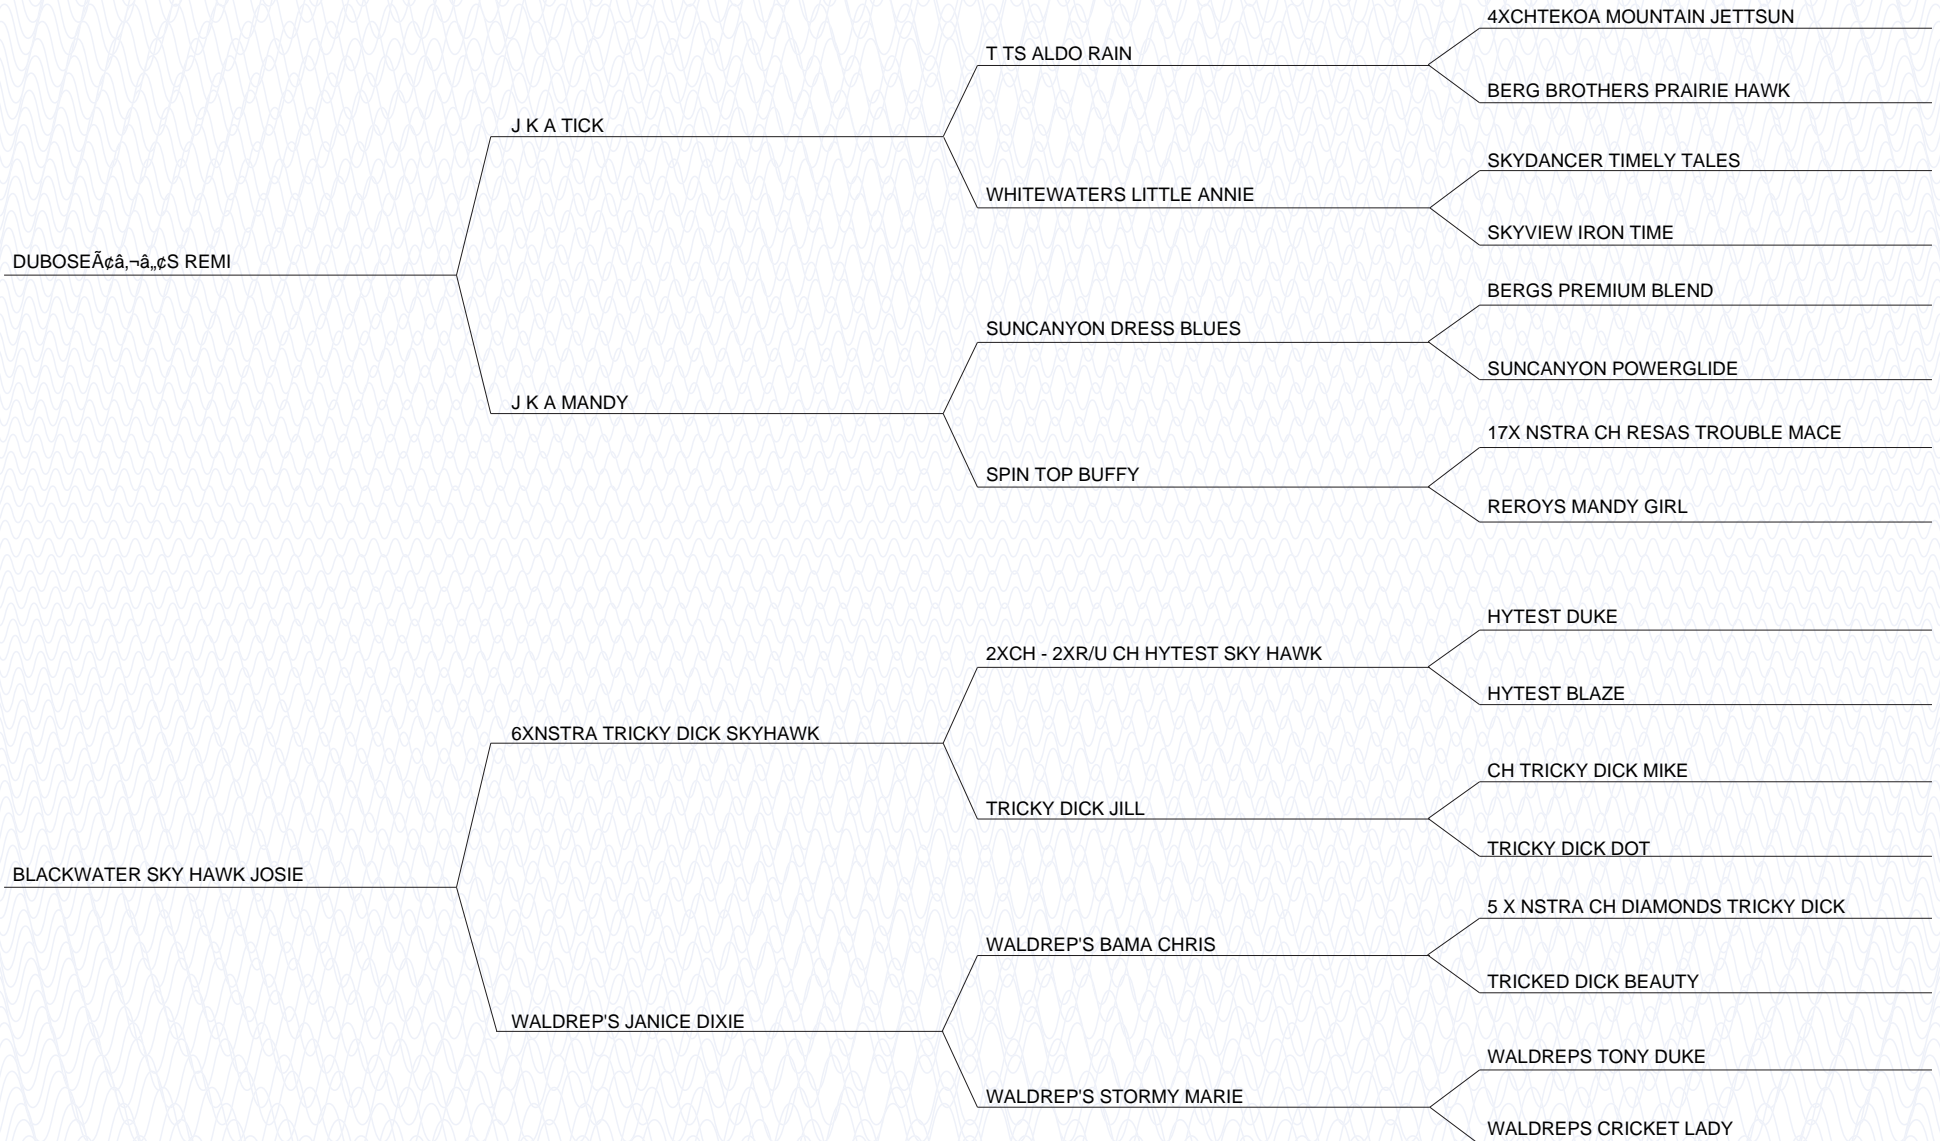 4XCHTEKOA MOUNTAIN JETTSUN
T TS ALDO RAIN
BERG BROTHERS PRAIRIE HAWK
J K A TICK
SKYDANCER TIMELY TALES
WHITEWATERS LITTLE ANNIE
SKYVIEW IRON TIME
DUBOSEÃ¢â‚¬â„¢S REMI
BERGS PREMIUM BLEND
SUNCANYON DRESS BLUES
SUNCANYON POWERGLIDE
J K A MANDY
17X NSTRA CH RESAS TROUBLE MACE
SPIN TOP BUFFY
REROYS MANDY GIRL
HYTEST DUKE
2XCH - 2XR/U CH HYTEST SKY HAWK
HYTEST BLAZE
6XNSTRA TRICKY DICK SKYHAWK
CH TRICKY DICK MIKE
TRICKY DICK JILL
TRICKY DICK DOT
BLACKWATER SKY HAWK JOSIE
5 X NSTRA CH DIAMONDS TRICKY DICK
WALDREP'S BAMA CHRIS
TRICKED DICK BEAUTY
WALDREP'S JANICE DIXIE
WALDREPS TONY DUKE
WALDREP'S STORMY MARIE
WALDREPS CRICKET LADY